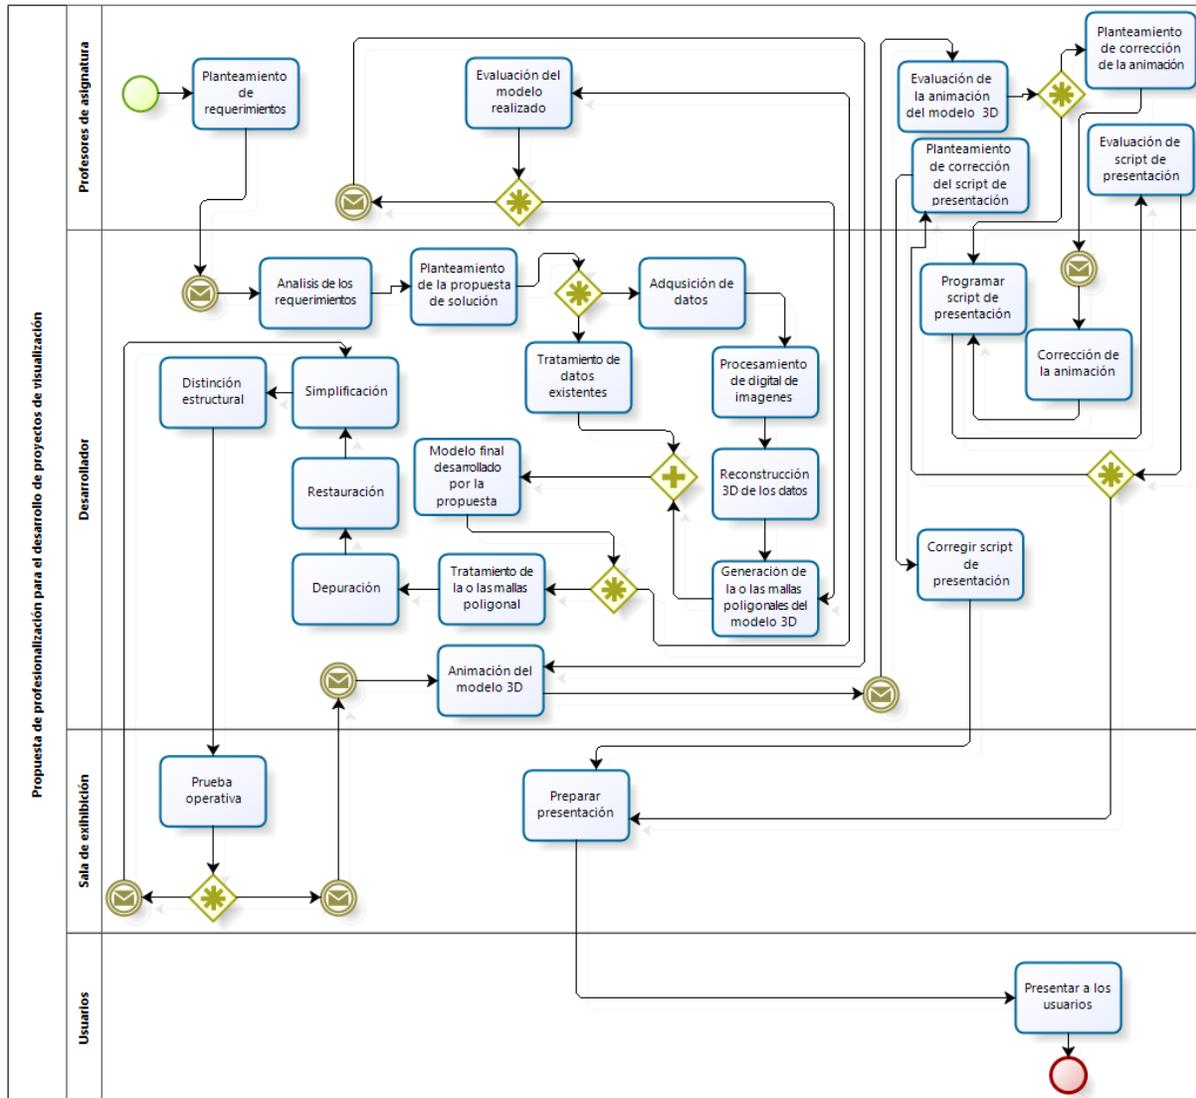 Propuesta de profesionalización para el desarrollo de proyectos de visualización
Profesores de asignatura
Planteamiento
de
requerimientos
Evaluación del
modelo
realizado
Evaluación de
la animación
del modelo 3D
Planteamiento
de corrección
de la animación
Planteamiento
de corrección
del script de
presentación
Evaluación de
script de
presentación
Desarrollador
Analisis de los
requerimientos
Planteamiento
de la propuesta
de solución
Adqusición de
datos
Programar
script de
presentación
Corrección de
la animación
Distinción
estructural
Simplificación
Tratamiento de
datos
existentes
Procesamiento
de digital de
imagenes
Modelo final
desarrollado
por la
propuesta
Restauración
Reconstrucción
3D de los datos
Depuración
Tratamiento de
la o las mallas
poligonal
Generación de
la o las mallas
poligonales del
modelo 3D
Corregir script
de
presentación
Animación del
modelo 3D
Sala de exihibición
Prueba
operativa
Preparar
presentación
Usuarios
Presentar a los
usuarios